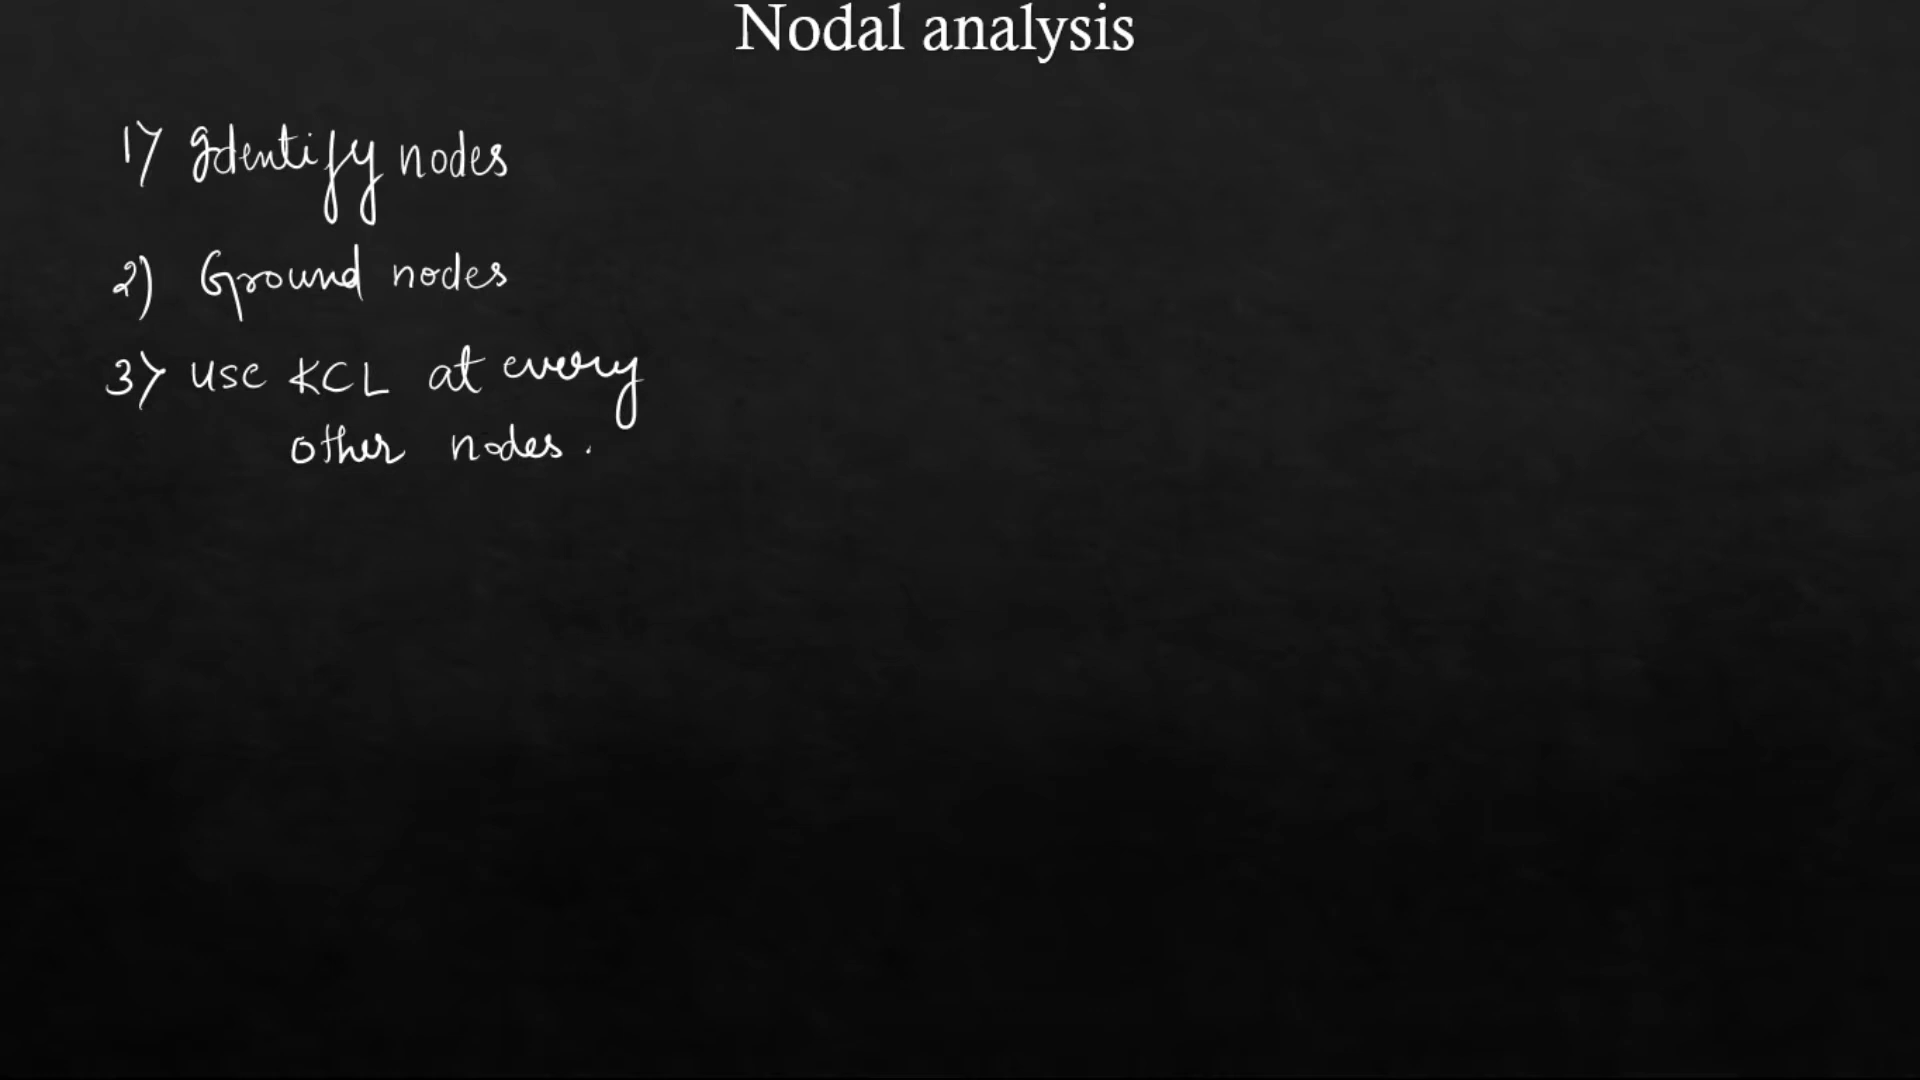 Nodal analysis
1) Identify nodes
2) Ground nodes
3) use KCL at every
other nodes.